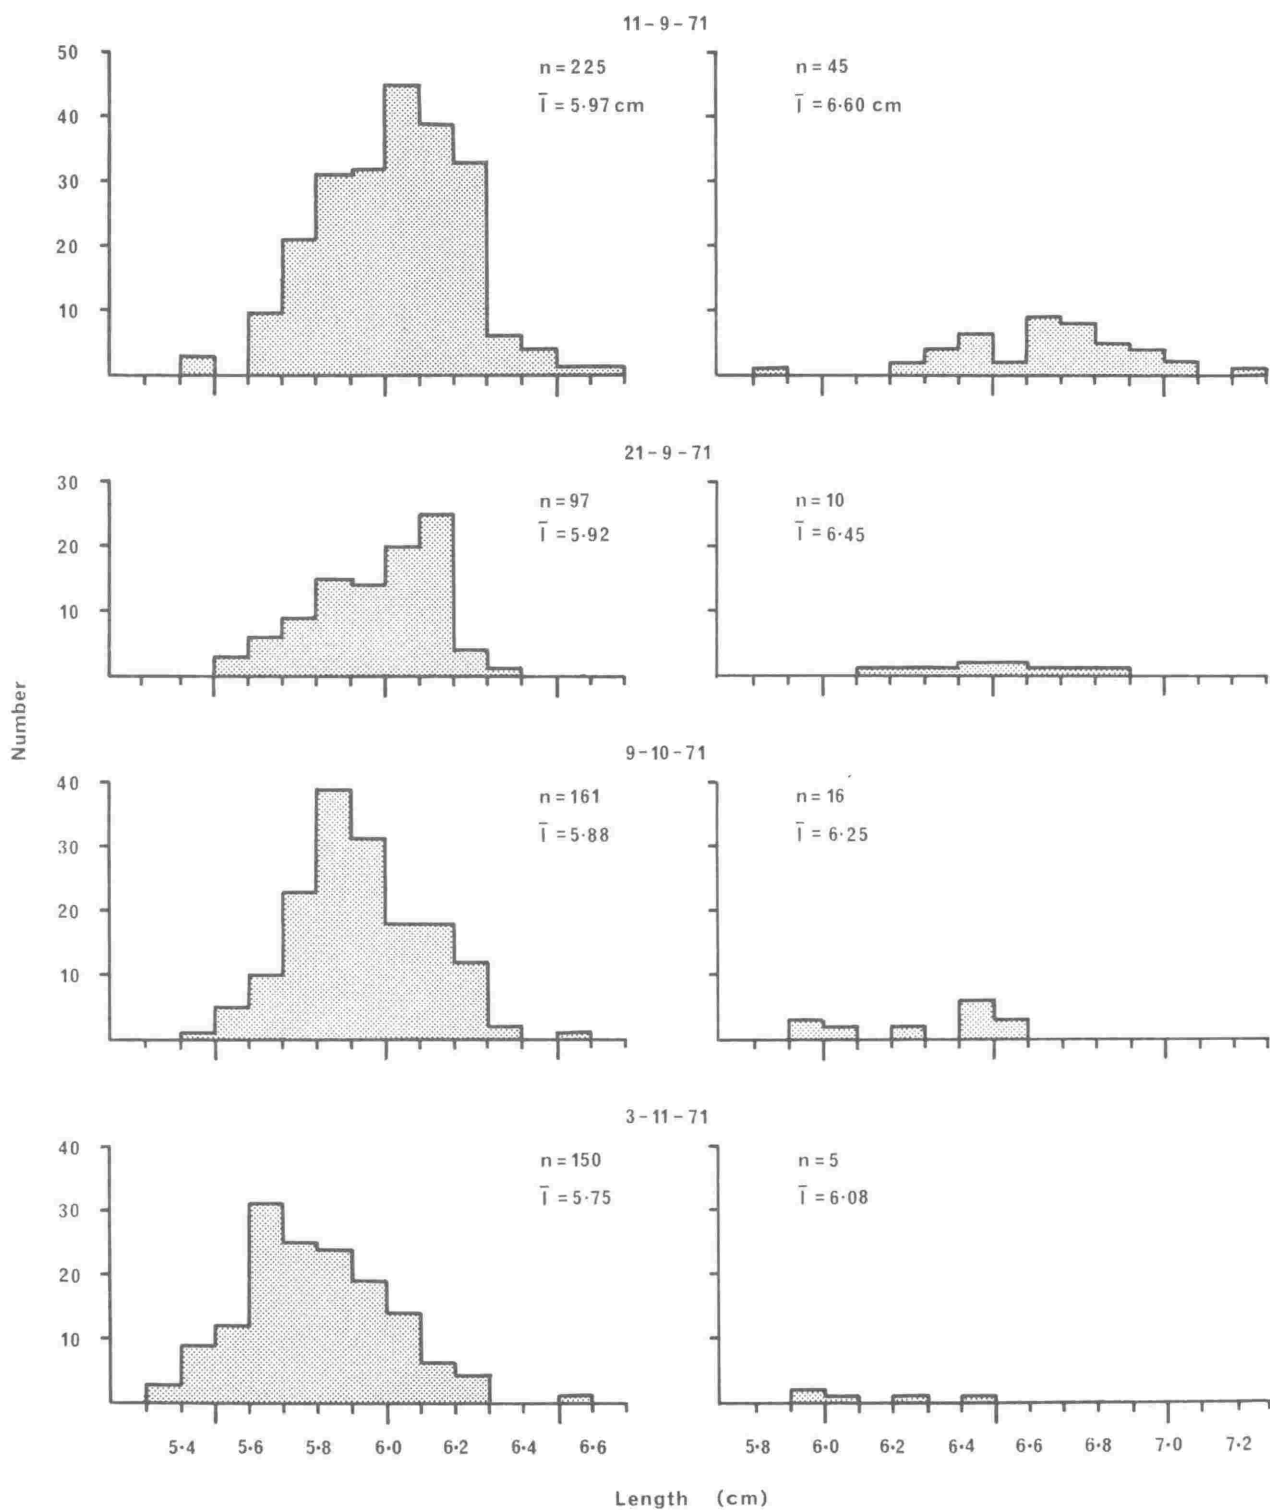 11-9-71
50
40
30
20
10
n=225
l̄ = 5·97 cm
n = 45
l̄ = 6·60 cm
21-9-71
30
20
10
n=97
l̄ = 5·92
n=10
l̄ = 6·45
Number
9-10-71
40
30
20
10
n=161
l̄ = 5·88
n=16
l̄ = 6·25
3-11-71
40
30
20
10
n=150
l̄ = 5·75
n=5
l̄ = 6·08
5·4 5·6 5·8 6·0 6·2 6·4 6·6
5·8 6·0 6·2 6·4 6·6 6·8 7·0 7·2
Length (cm)